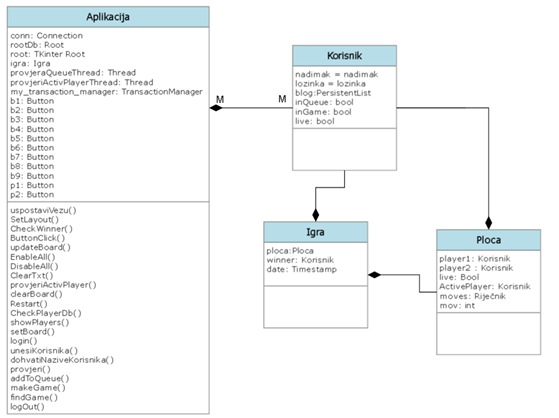 Aplikacija
conn: Connection
rootDb: Root
root: TKinter Root
igra: Igra
provjeraQueueThread: Thread
provjeriActivPlayerThread: Thread
my_transaction_manager: TransactionManager
b1: Button
b2: Button
b3: Button
b4: Button
b5: Button
b6: Button
b7: Button
b8: Button
b9: Button
p1: Button
p2: Button
uspostaviVezu()
SetLayout()
CheckWinner()
ButtonClick()
updateBoard()
EnableAll()
DisableAll()
ClearTxt()
provjeriActivPlayer()
clearBoard()
Restart()
CheckPlayerDb()
showPlayers()
setBoard()
login()
unesiKorisnika()
dohvatiNaziveKorisnika()
provjeri()
addToQueue()
makeGame()
findGame()
logOut()
M
M
Korisnik
nadimak = nadimak
lozinka = lozinka
blog:PersistentList
inQueue: bool
inGame: bool
live: bool
Igra
ploca:Ploca
winner: Korisnik
date: Timestamp
Ploca
player1: Korisnik
player2 : Korisnik
live: Bool
ActivePlayer: Korisnik
moves: Riječnik
mov: int